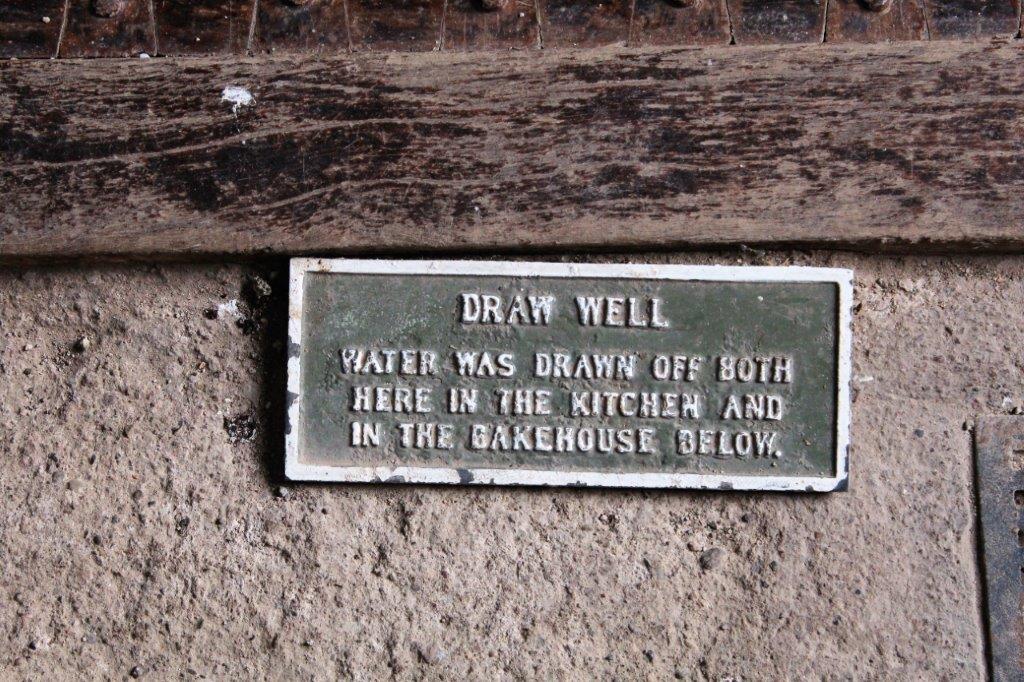 DRAW WELL
WATER WAS DRAWN OFF BOTH
HERE IN THE KITCHEN AND
IN THE BAKEHOUSE BELOW.